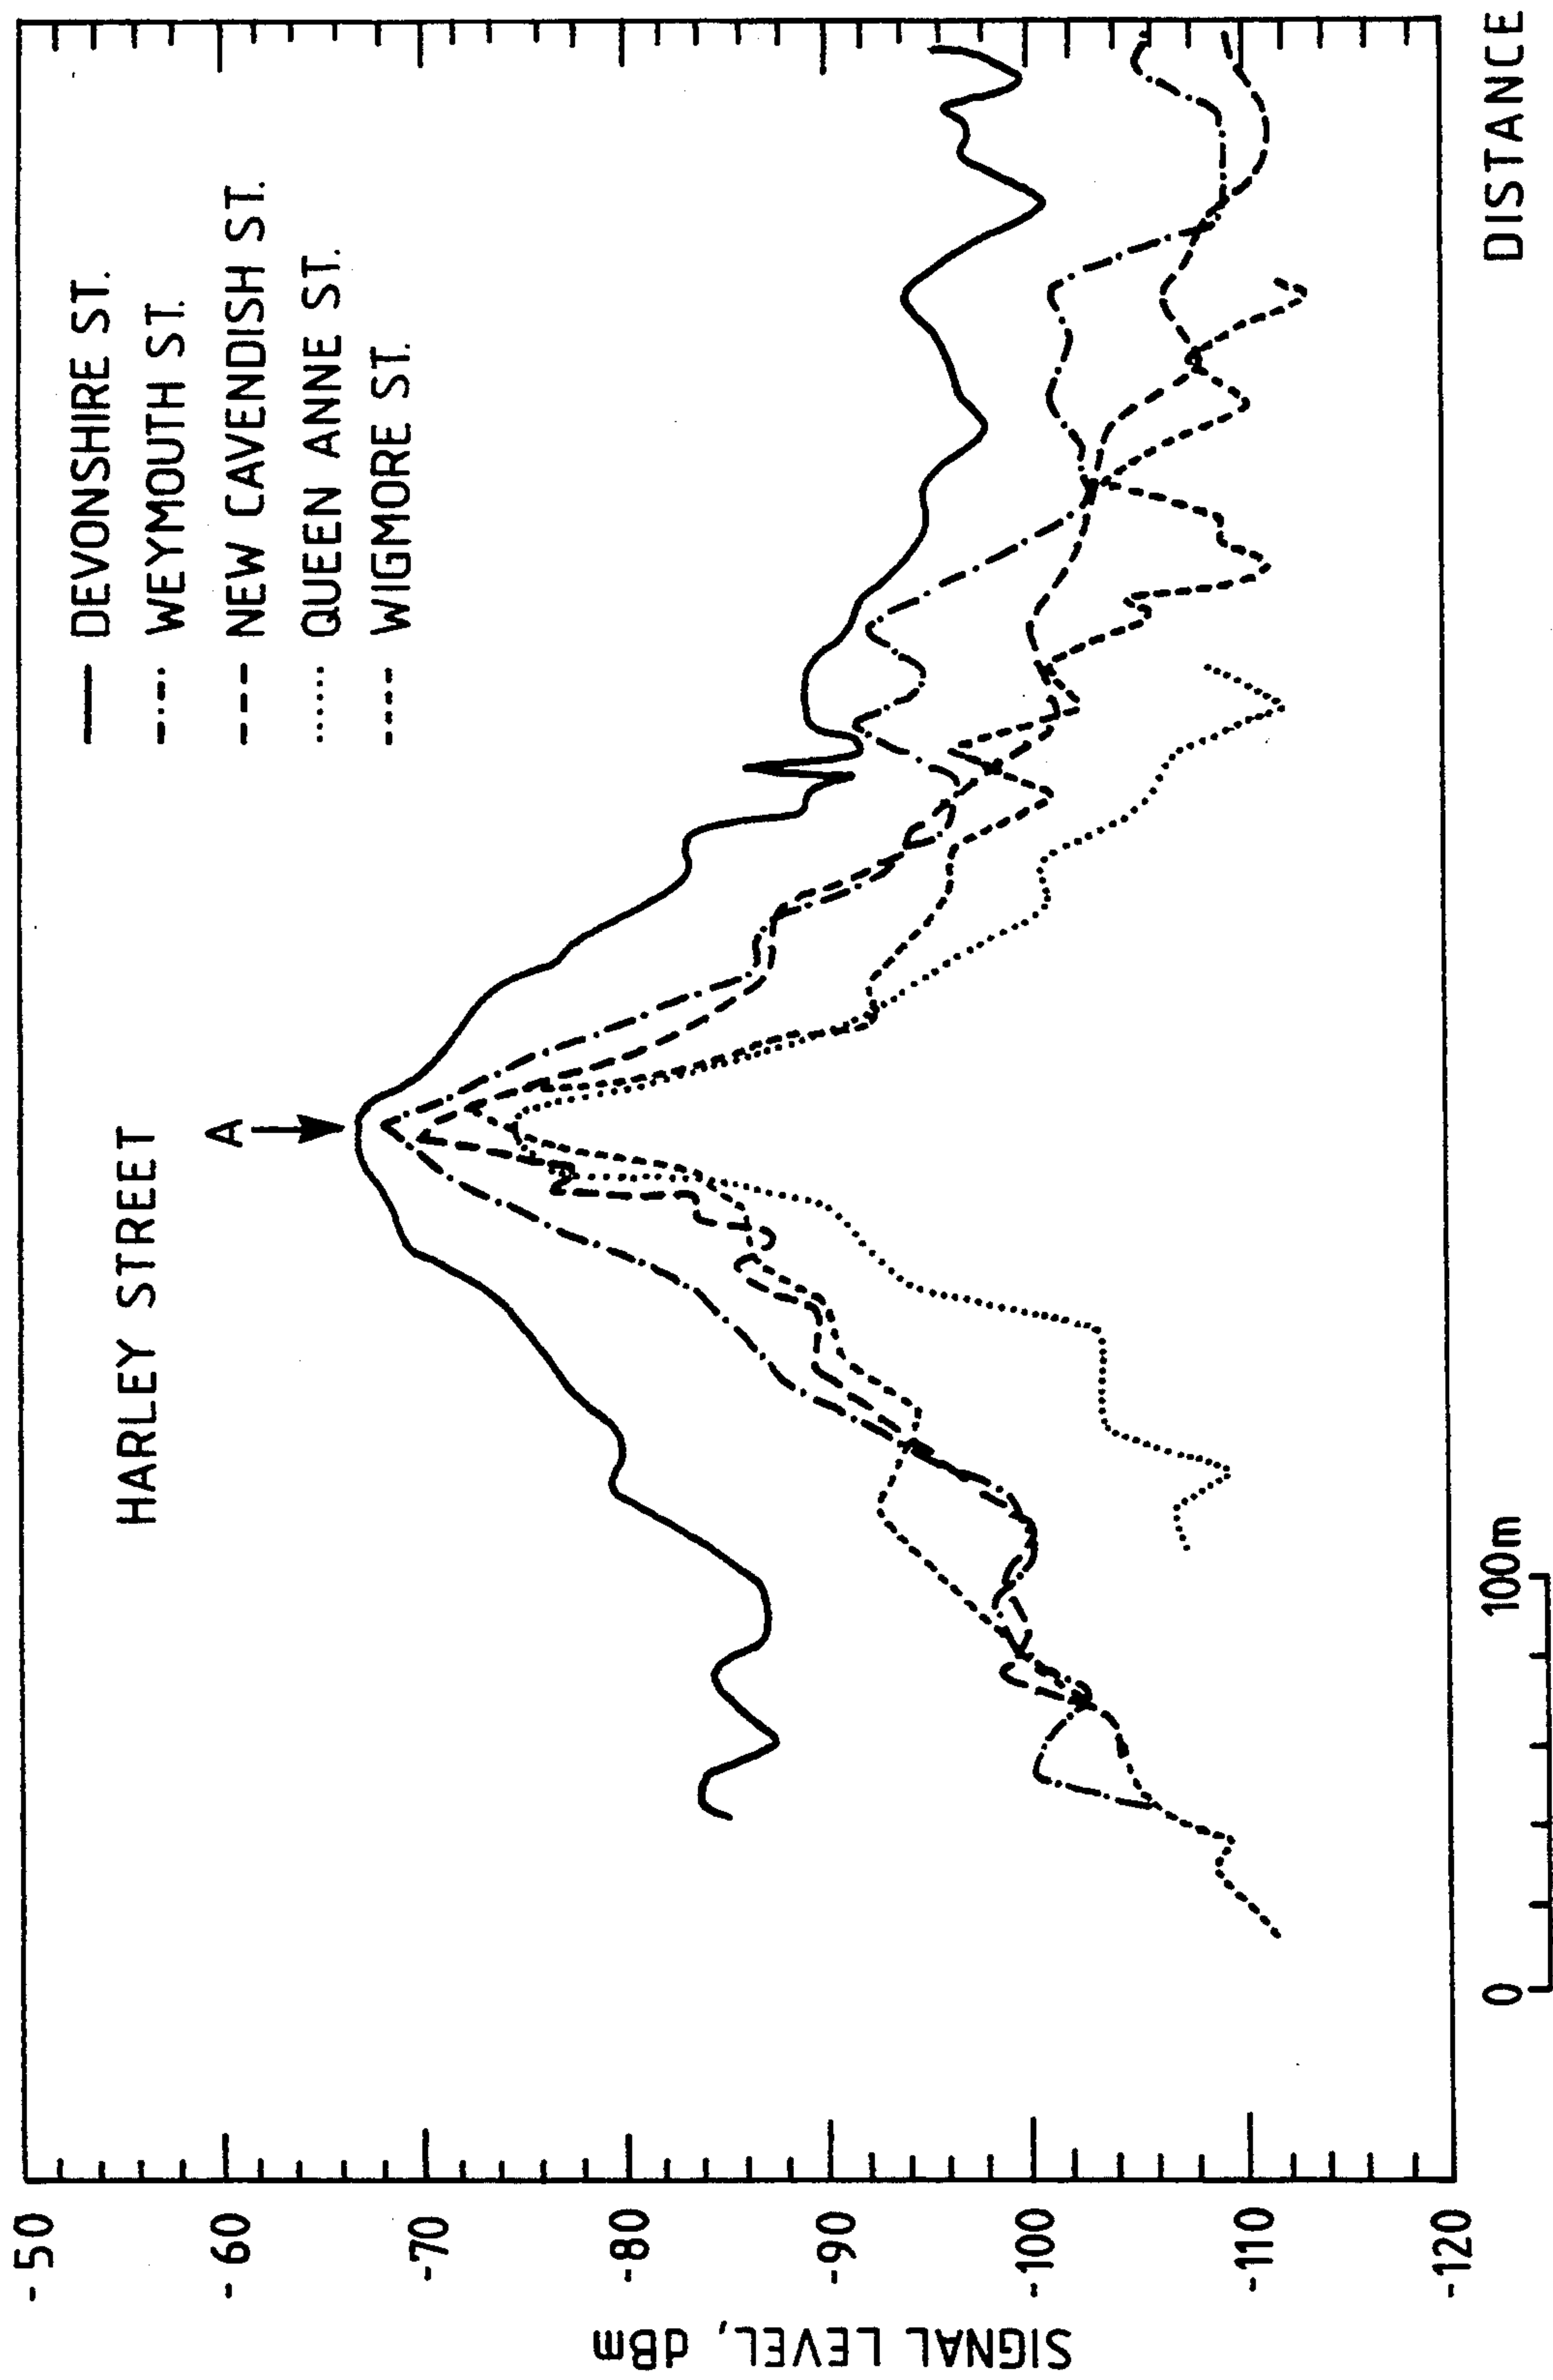 HARLEY STREET
A
DEVONSHIRE ST.
WEYMOUTH ST.
NEW CAVENDISH ST.
QUEEN ANNE ST.
WIGMORE ST.
SIGNAL LEVEL, dBm
-50
-60
-70
-80
-90
-100
-110
-120
0
100m
DISTANCE